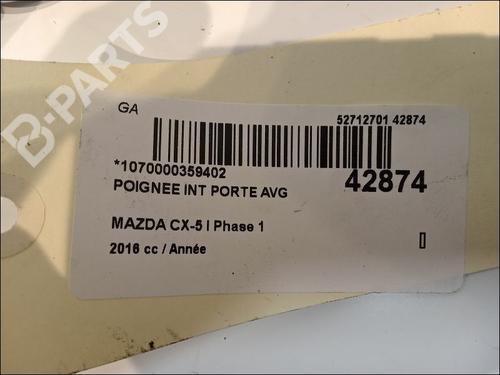 B-PARTS
GA
52712701 42874
*1070000359402
42874
POIGNEE INT PORTE AVG
MAZDA CX-5 I Phase 1
2016 cc / Année